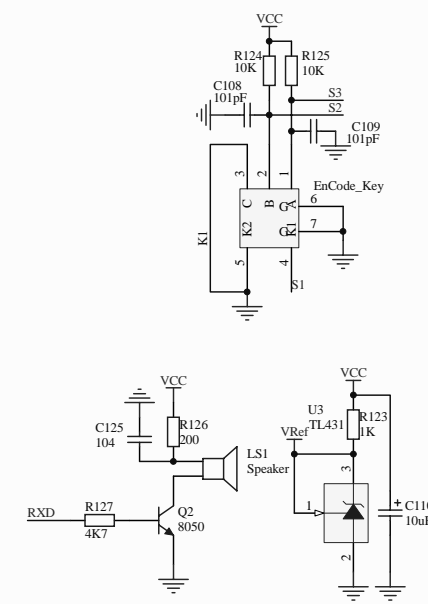 VCC
R124 R125
10K 10K
C108
101pF
S3
S2
C109
101pF
3 2 1
EnCode_Key
C B A
G 6
K1
K2 G K1 7
5 4
S1
VCC
C125
104
R126
200
LS1
Speaker
RXD
R127
4K7
Q2
8050
VCC
U3
TL431
R123
1K
VRef
3
1
2
+
10uF